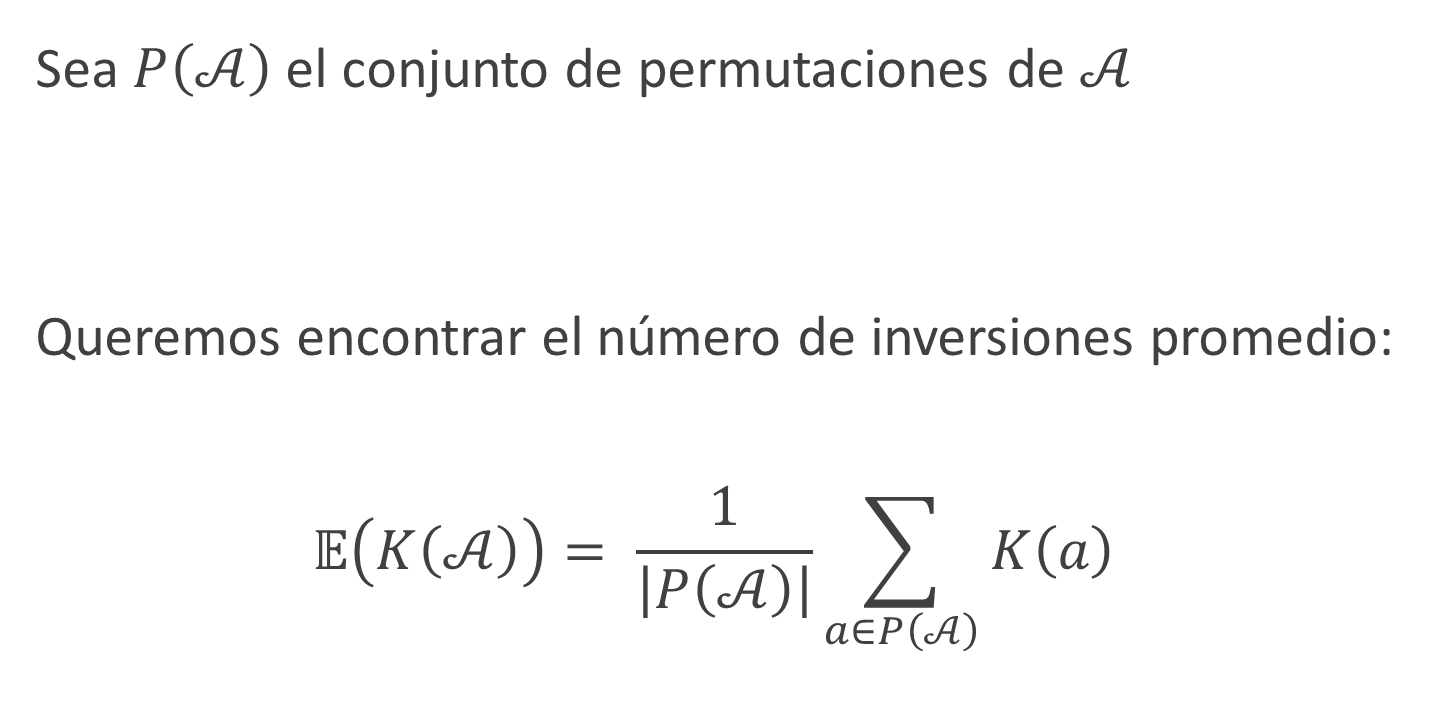 Sea 𝑃(𝒜) el conjunto de permutaciones de 𝒜
Queremos encontrar el número de inversiones promedio:
𝔼(𝐾(𝒜)) = 1/|𝑃(𝒜)| ∑_{𝑎∈𝑃(𝒜)} 𝐾(𝑎)